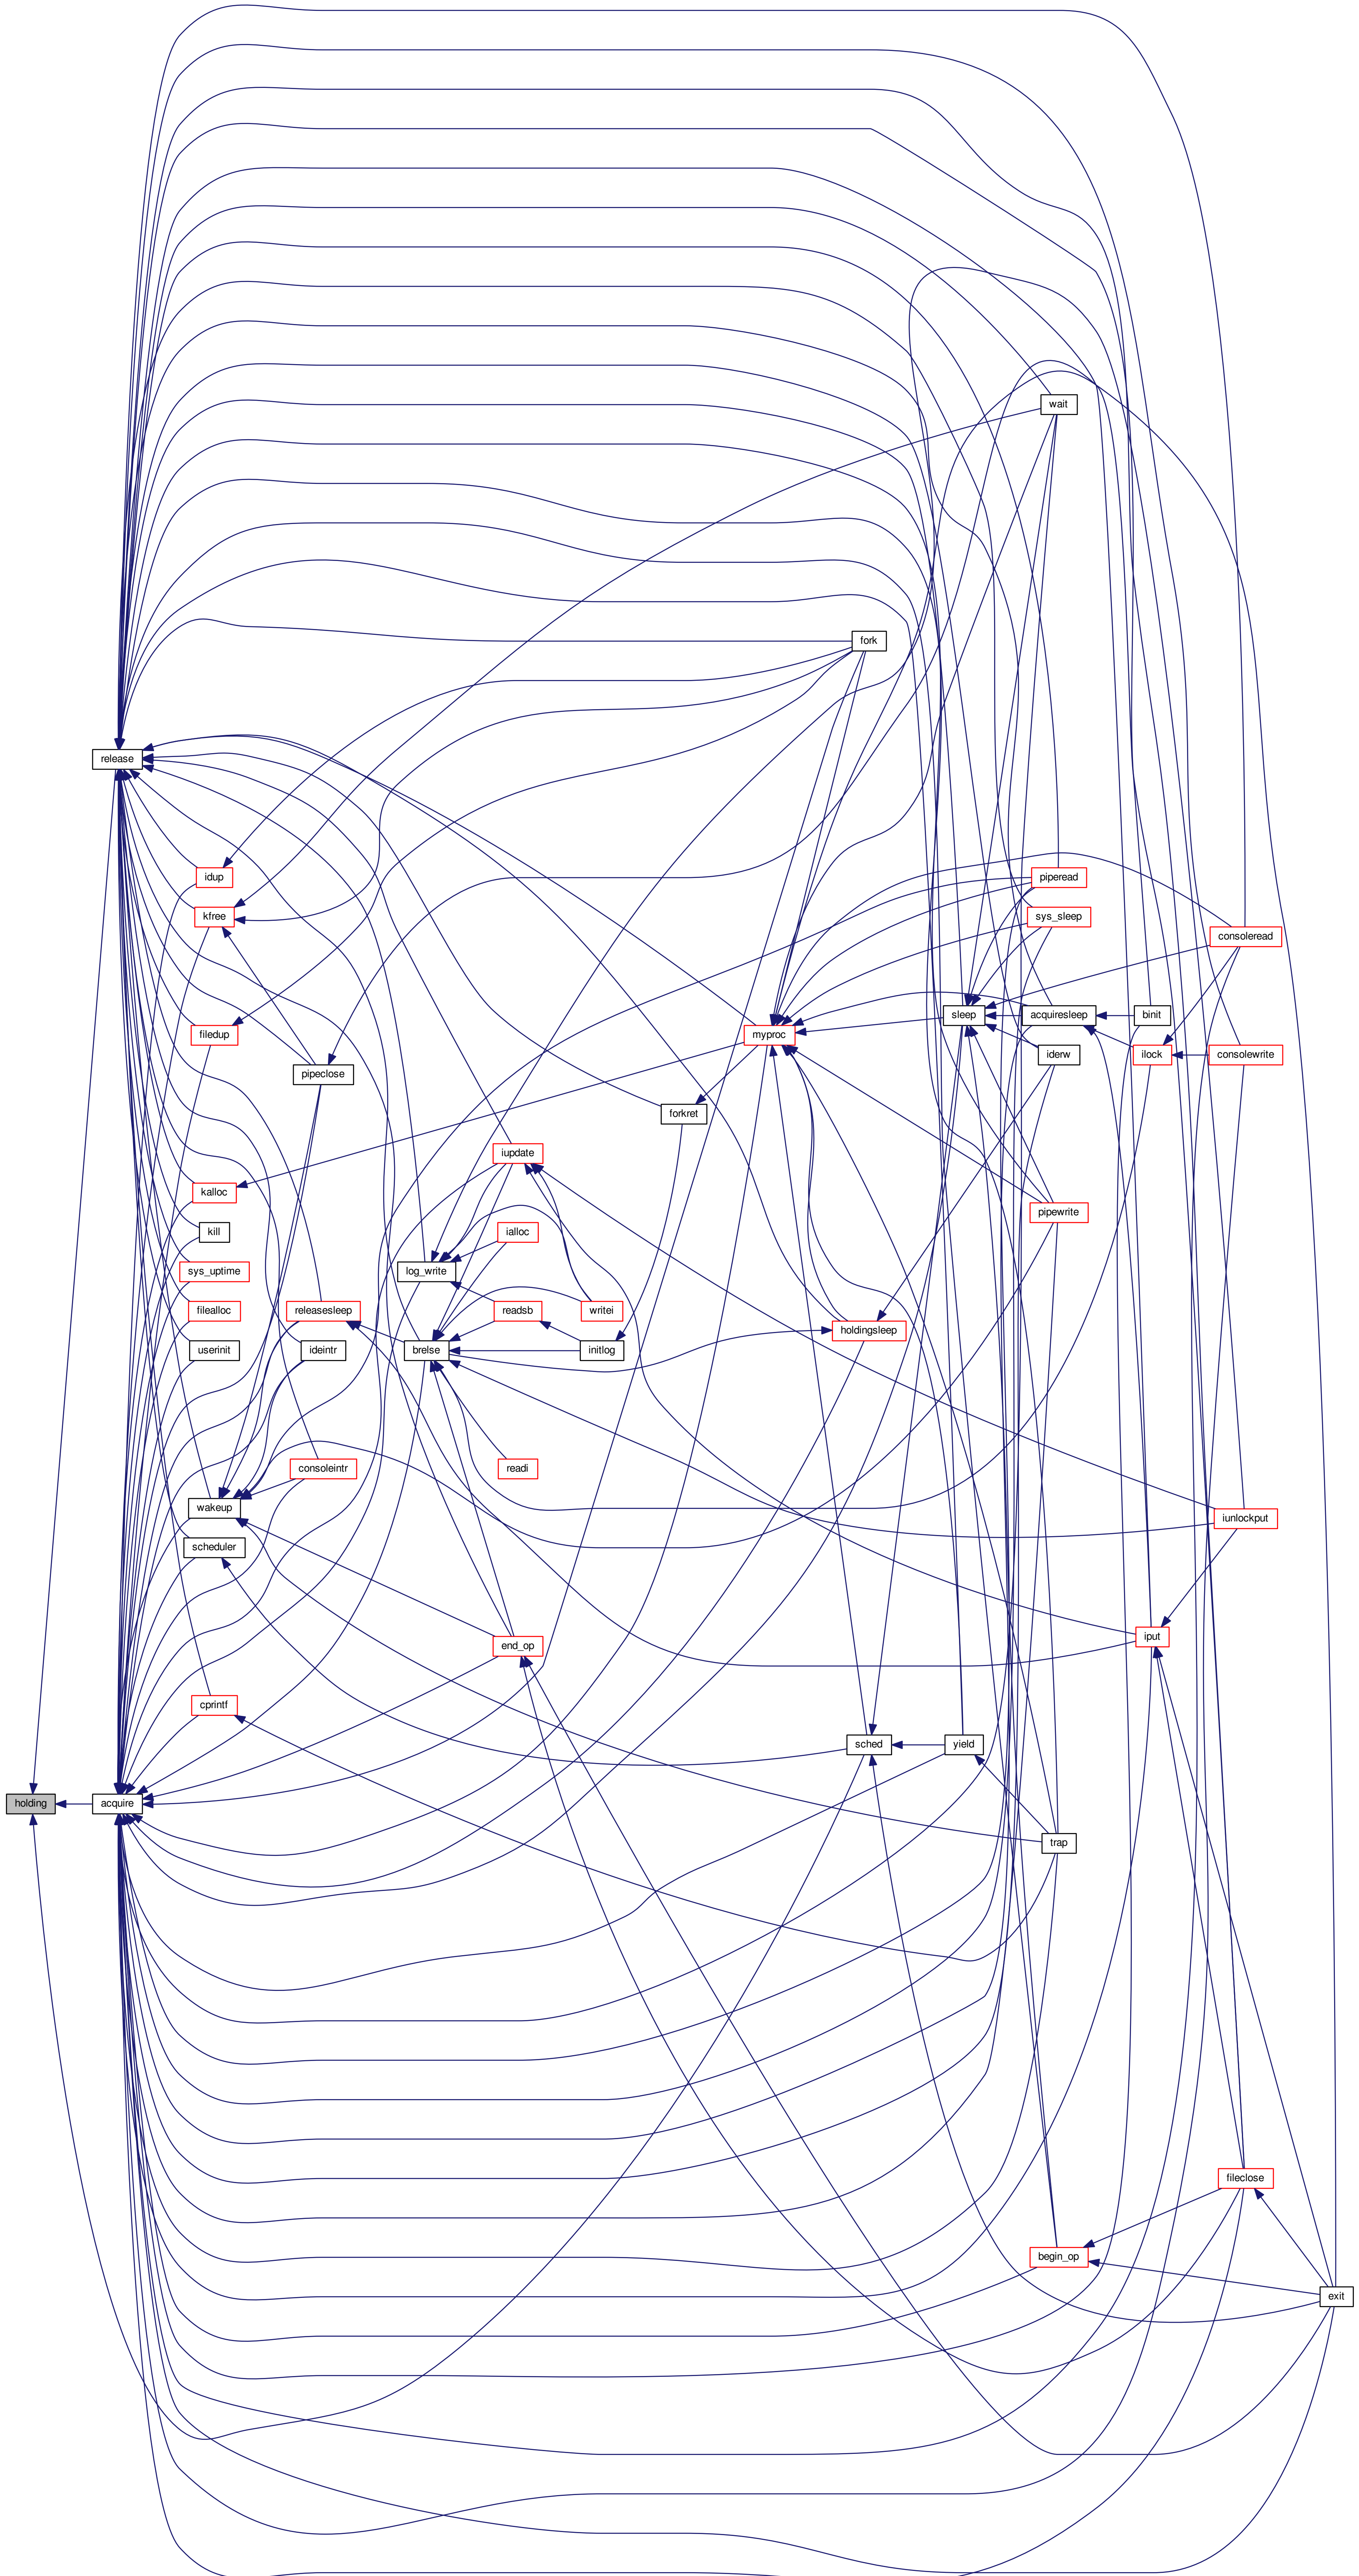 wait
fork
release
idup
piperead
kfree
sys_sleep
consoleread
sleep
acquiresleep
binit
filedup
myproc
iderw
ilock
consolewrite
pipeclose
forkret
iupdate
kalloc
pipewrite
kill
ialloc
sys_uptime
log_write
filealloc
releasesleep
readsb
writei
holdingsleep
userinit
ideintr
brelse
initlog
consoleintr
readi
wakeup
iunlockput
scheduler
end_op
iput
cprintf
sched
yield
holding
acquire
trap
fileclose
begin_op
exit